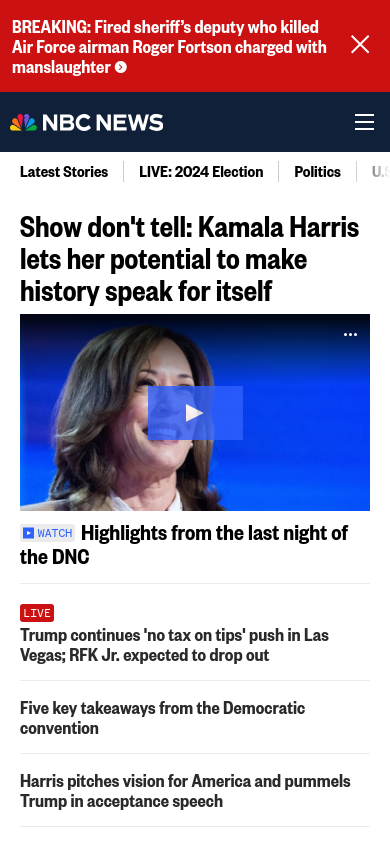 BREAKING: Fired sheriff’s deputy who killed
Air Force airman Roger Fortson charged with
manslaughter
NBC NEWS
Latest Stories
LIVE: 2024 Election
Politics
U.S
Show don't tell: Kamala Harris
lets her potential to make
history speak for itself
WATCH Highlights from the last night of
the DNC
LIVE
Trump continues 'no tax on tips' push in Las
Vegas; RFK Jr. expected to drop out
Five key takeaways from the Democratic
convention
Harris pitches vision for America and pummels
Trump in acceptance speech